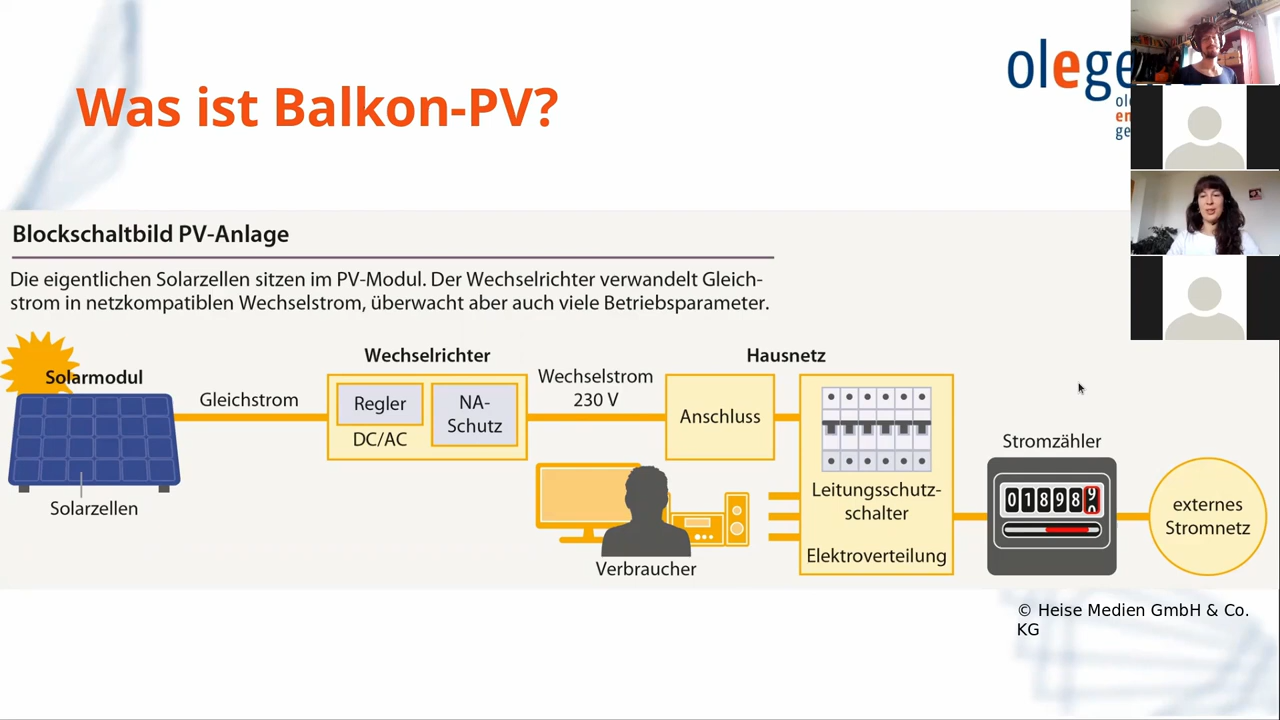 Was ist Balkon-PV?
olege
Blockschaltbild PV-Anlage
Die eigentlichen Solarzellen sitzen im PV-Modul. Der Wechselrichter verwandelt Gleich-
strom in netzkompatiblen Wechselstrom, überwacht aber auch viele Betriebsparameter.
Solarmodul
Solarzellen
Gleichstrom
Wechselrichter
Regler
DC/AC
NA-
Schutz
Wechselstrom
230 V
Hausnetz
Anschluss
Verbraucher
Leitungsschutz-
schalter
Elektroverteilung
Stromzähler
01898
externes
Stromnetz
© Heise Medien GmbH & Co.
KG